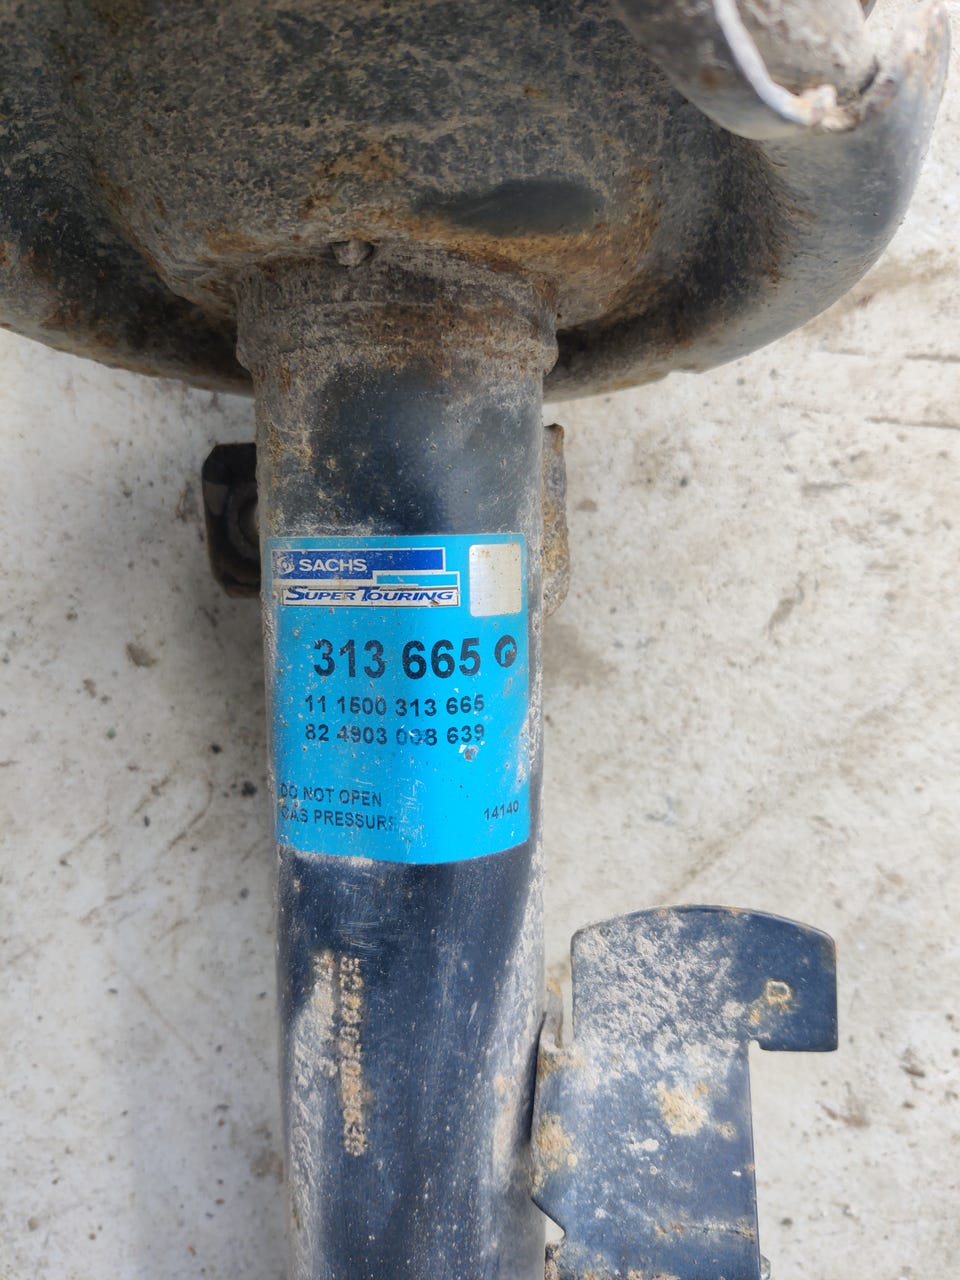 SACHS
SUPER TOURING
313 665
11 1500 313 665
82 4903 008 639
DO NOT OPEN
GAS PRESSURE
14140
D